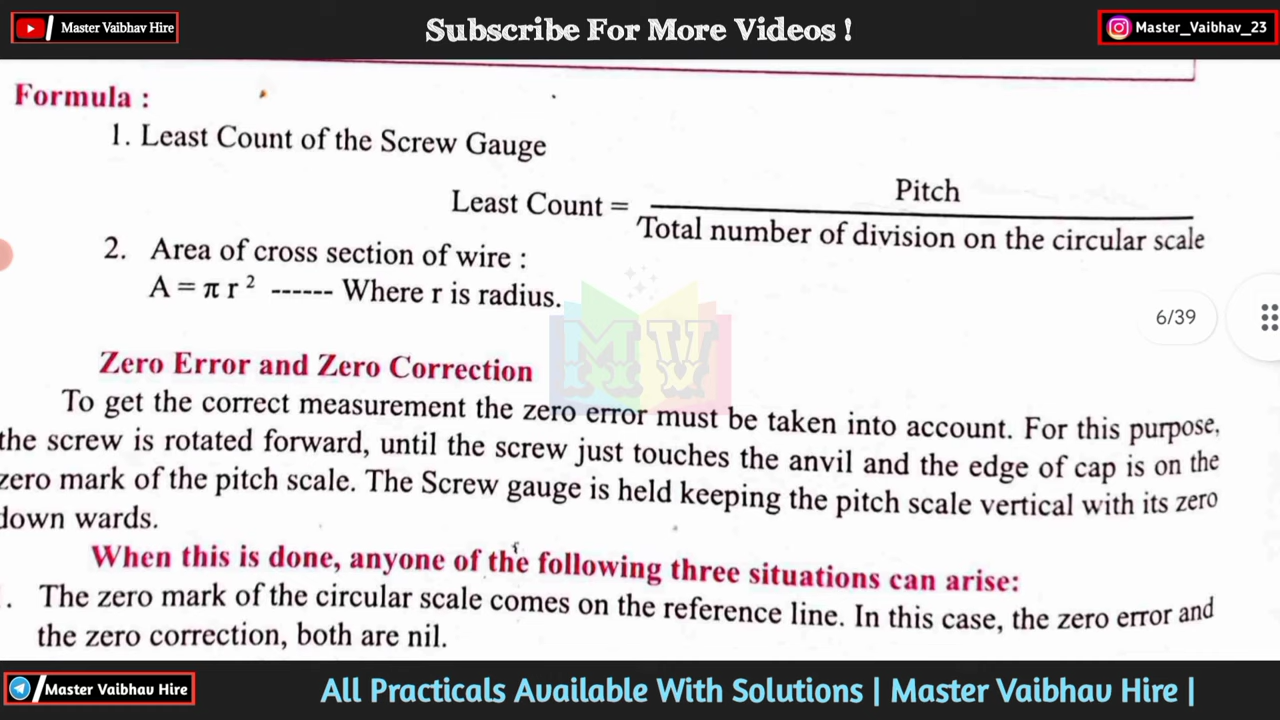 Master Vaibhav Hire
Subscribe For More Videos !
Master_Vaibhav_23
Formula :
1. Least Count of the Screw Gauge
Least Count = Pitch
Total number of division on the circular scale
2. Area of cross section of wire :
A = π r ² ------ Where r is radius.
6/39
MV
Zero Error and Zero Correction
To get the correct measurement the zero error must be taken into account. For this purpose,
the screw is rotated forward, until the screw just touches the anvil and the edge of cap is on the
zero mark of the pitch scale. The Screw gauge is held keeping the pitch scale vertical with its zero
down wards.
When this is done, anyone of the following three situations can arise:
. The zero mark of the circular scale comes on the reference line. In this case, the zero error and
the zero correction, both are nil.
Master Vaibhav Hire
All Practicals Available With Solutions | Master Vaibhav Hire |